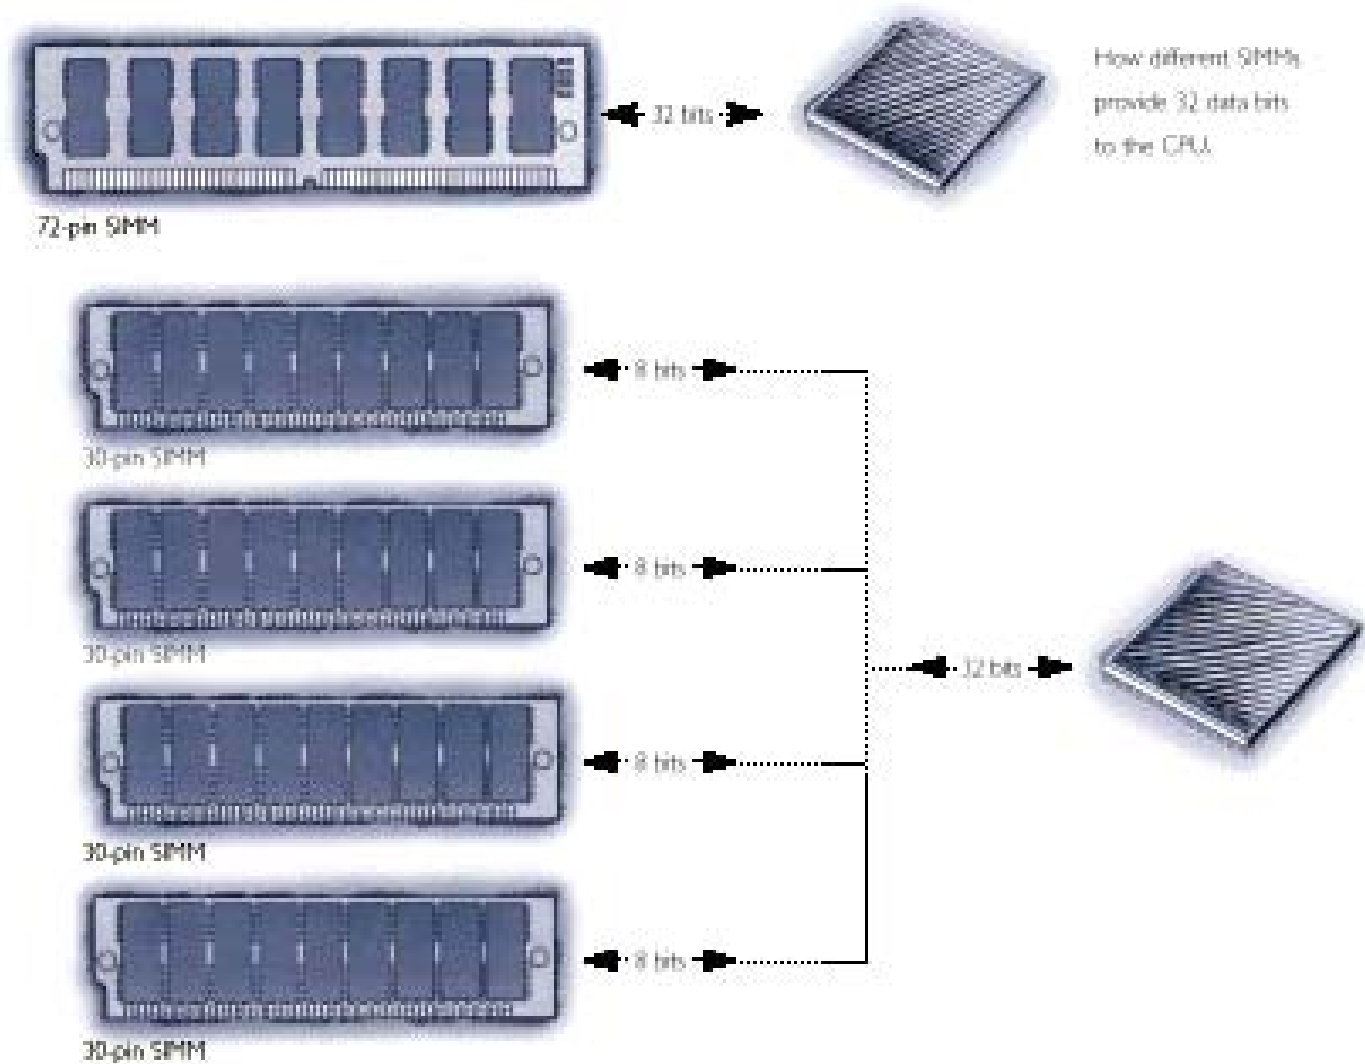 32 bits
How different SIMMs
provide 32 data bits
to the CPU.
72-pin SIMM
8 bits
30-pin SIMM
8 bits
30-pin SIMM
32 bits
8 bits
30-pin SIMM
8 bits
30-pin SIMM